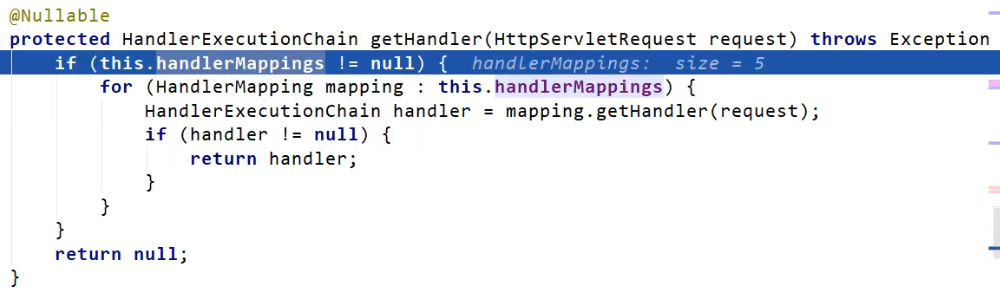 @Nullable
protected HandlerExecutionChain getHandler(HttpServletRequest request) throws Exception
if (this.handlerMappings != null) { handlerMappings: size = 5
for (HandlerMapping mapping : this.handlerMappings) {
HandlerExecutionChain handler = mapping.getHandler(request);
if (handler != null) {
return handler;
}
}
}
return null;
}